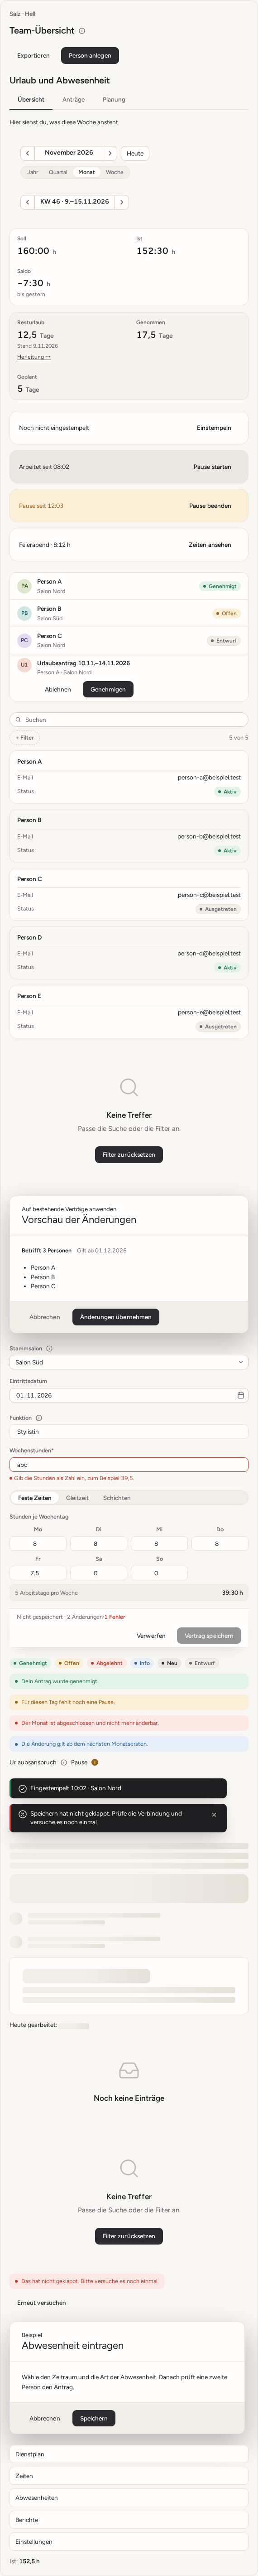 Salz · Hell
Team-Übersicht
Exportieren
Person anlegen
Urlaub und Abwesenheit
Übersicht Anträge Planung
Hier siehst du, was diese Woche ansteht.
November 2026
Heute
Jahr Quartal Monat Woche
KW 46 · 9.–15.11.2026
Soll
160:00 h
Ist
152:30 h
Saldo
-7:30 h
bis gestern
Resturlaub
12,5 Tage
Stand 9.11.2026
Herleitung →
Genommen
17,5 Tage
Geplant
5 Tage
Noch nicht eingestempelt
Einstempeln
Arbeitet seit 08:02
Pause starten
Pause seit 12:03
Pause beenden
Feierabend · 8:12 h
Zeiten ansehen
PA
Person A
Salon Nord
Genehmigt
PB
Person B
Salon Süd
Offen
PC
Person C
Salon Nord
Entwurf
U1
Urlaubsantrag 10.11.–14.11.2026
Person A · Salon Nord
Ablehnen
Genehmigen
Suchen
+ Filter
5 von 5
Person A
E-Mail person-a@beispiel.test
Status Aktiv
Person B
E-Mail person-b@beispiel.test
Status Aktiv
Person C
E-Mail person-c@beispiel.test
Status Ausgetreten
Person D
E-Mail person-d@beispiel.test
Status Aktiv
Person E
E-Mail person-e@beispiel.test
Status Ausgetreten
Keine Treffer
Passe die Suche oder die Filter an.
Filter zurücksetzen
Auf bestehende Verträge anwenden
Vorschau der Änderungen
Betrifft 3 Personen Gilt ab 01.12.2026
Person A
Person B
Person C
Abbrechen
Änderungen übernehmen
Stammsalon
Salon Süd
Eintrittsdatum
01 . 11 . 2026
Funktion
Stylistin
Wochenstunden*
abc
Gib die Stunden als Zahl ein, zum Beispiel 39,5.
Feste Zeiten Gleitzeit Schichten
Stunden je Wochentag
Mo Di Mi Do
8 8 8 8
Fr Sa So
7.5 0 0
5 Arbeitstage pro Woche 39:30 h
Nicht gespeichert · 2 Änderungen 1 Fehler
Verwerfen
Vertrag speichern
Genehmigt Offen Abgelehnt Info Neu Entwurf
Dein Antrag wurde genehmigt.
Für diesen Tag fehlt noch eine Pause.
Der Monat ist abgeschlossen und nicht mehr änderbar.
Die Änderung gilt ab dem nächsten Monatsersten.
Urlaubsanspruch Pause
Eingestempelt 10:02 · Salon Nord
Speichern hat nicht geklappt. Prüfe die Verbindung und
versuche es noch einmal.
Heute gearbeitet:
Noch keine Einträge
Keine Treffer
Passe die Suche oder die Filter an.
Filter zurücksetzen
Das hat nicht geklappt. Bitte versuche es noch einmal.
Erneut versuchen
Beispiel
Abwesenheit eintragen
Wähle den Zeitraum und die Art der Abwesenheit. Danach prüft eine zweite
Person den Antrag.
Abbrechen
Speichern
Dienstplan
Zeiten
Abwesenheiten
Berichte
Einstellungen
Ist: 152,5 h